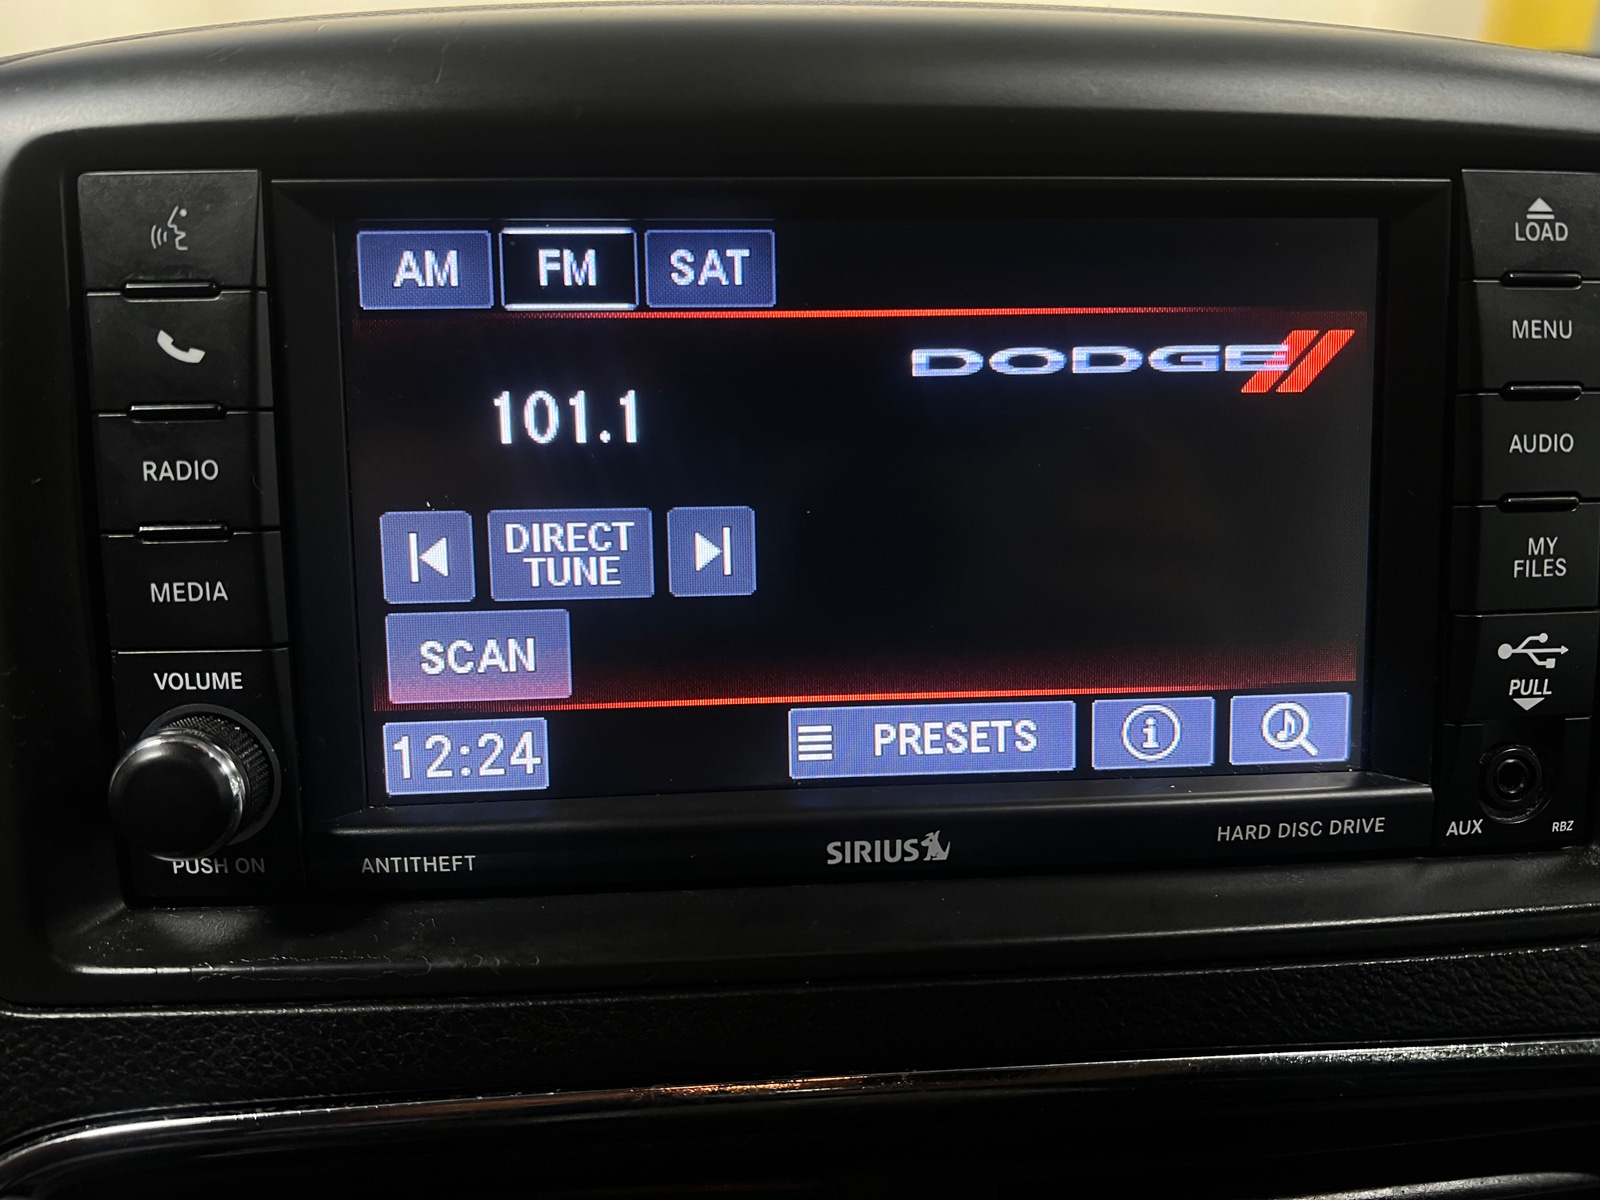 AM FM SAT
DODGE
101.1
DIRECT
TUNE
SCAN
12:24
PRESETS
RADIO
MEDIA
VOLUME
PUSH ON
ANTITHEFT
SIRIUS
HARD DISC DRIVE
LOAD
MENU
AUDIO
MY
FILES
PULL
AUX
RBZ